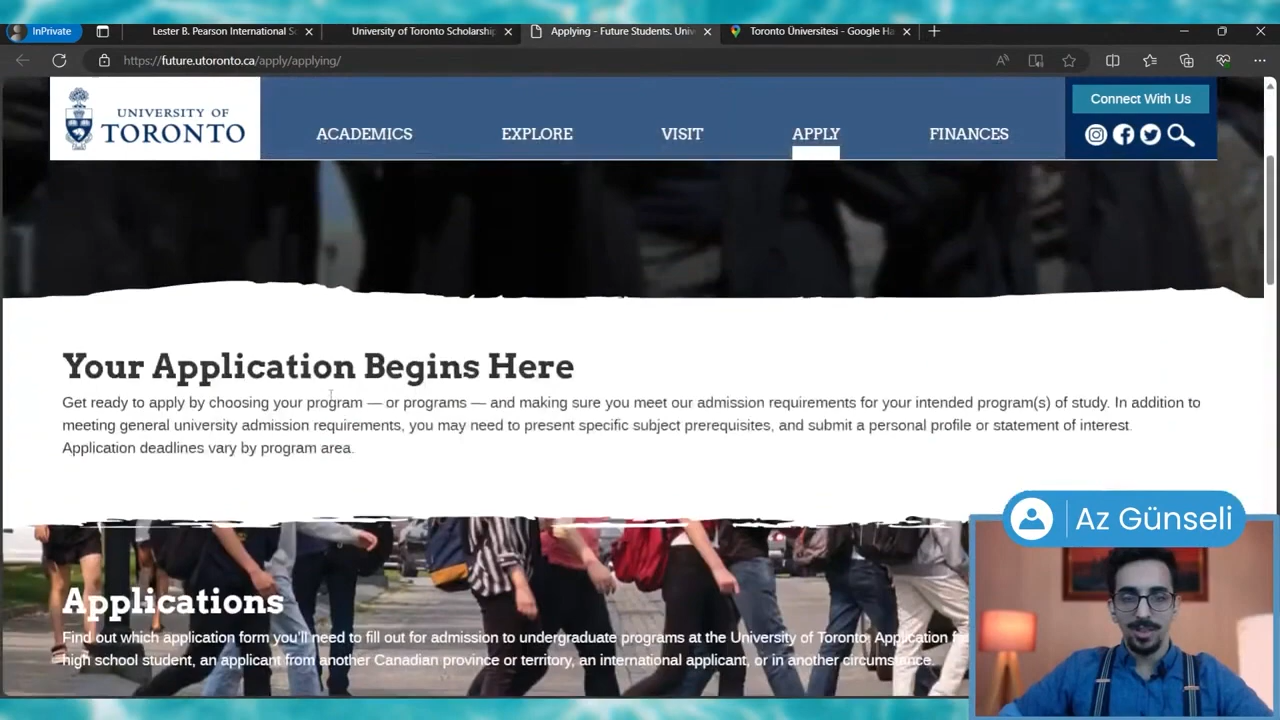 InPrivate
Lester B. Pearson International Sc
University of Toronto Scholarship
Applying - Future Students. Univ
Toronto Üniversitesi - Google Ha
https://future.utoronto.ca/apply/applying/
UNIVERSITY OF
TORONTO
ACADEMICS
EXPLORE
VISIT
APPLY
FINANCES
Connect With Us
Your Application Begins Here
Get ready to apply by choosing your program — or programs — and making sure you meet our admission requirements for your intended program(s) of study. In addition to
meeting general university admission requirements, you may need to present specific subject prerequisites, and submit a personal profile or statement of interest.
Application deadlines vary by program area.
Az Günseli
Applications
Find out which application form you'll need to fill out for admission to undergraduate programs at the University of Toronto. Application
high school student, an applicant from another Canadian province or territory, an international applicant, or in another circumstance.